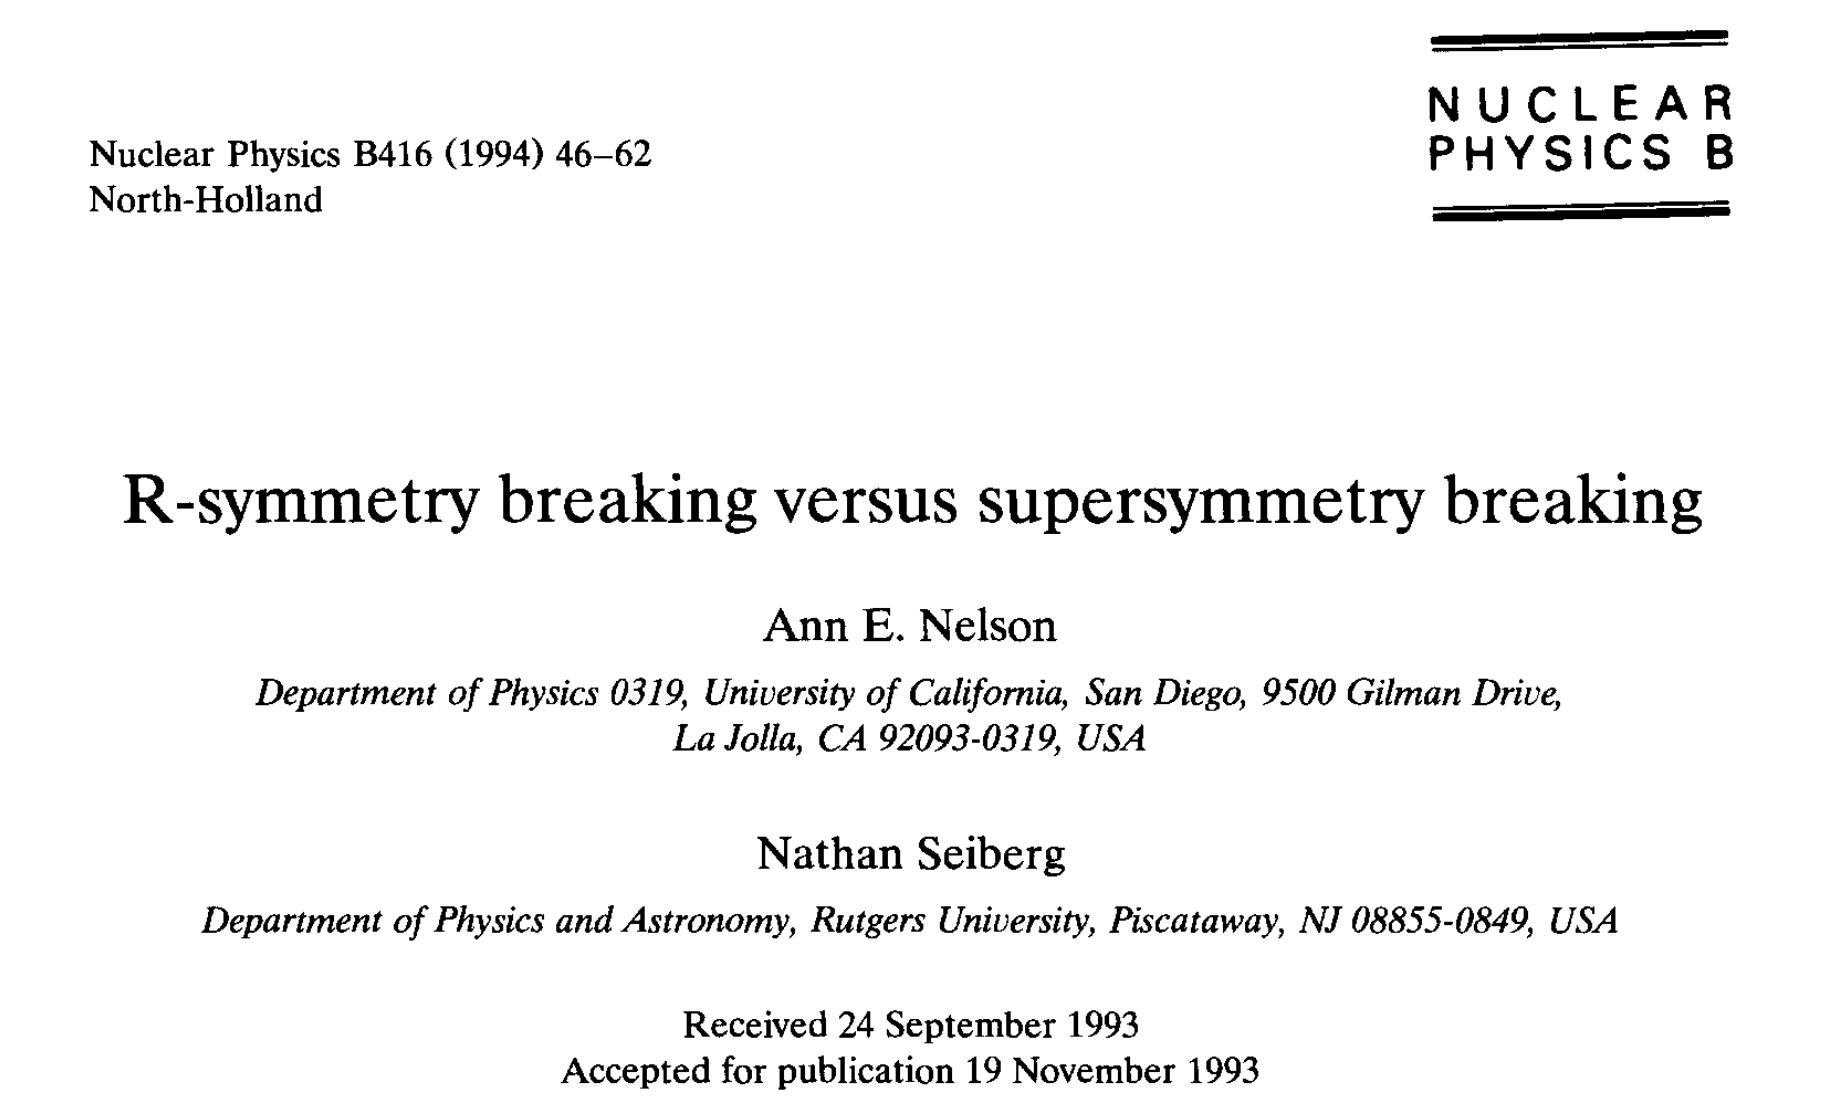 Nuclear Physics B416 (1994) 46–62
North-Holland
NUCLEAR
PHYSICS B
R-symmetry breaking versus supersymmetry breaking
Ann E. Nelson
Department of Physics 0319, University of California, San Diego, 9500 Gilman Drive,
La Jolla, CA 92093-0319, USA
Nathan Seiberg
Department of Physics and Astronomy, Rutgers University, Piscataway, NJ 08855-0849, USA
Received 24 September 1993
Accepted for publication 19 November 1993